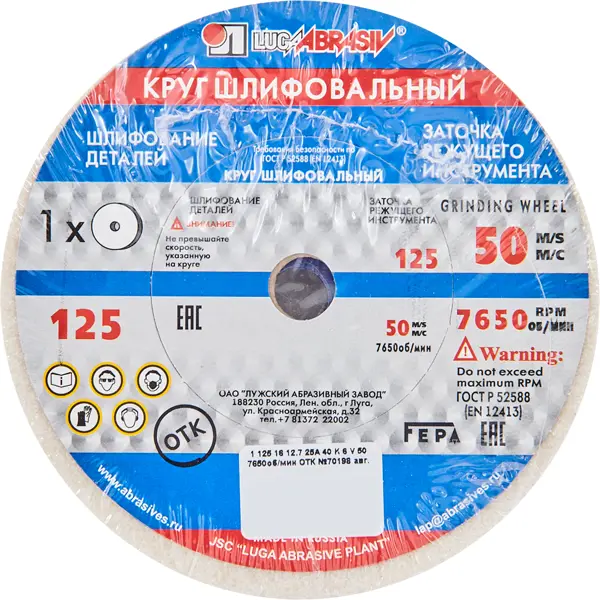 LUGAABRASIV®
КРУГ ШЛИФОВАЛЬНЫЙ
ШЛИФОВАНИЕ
ДЕТАЛЕЙ
Требования безопасности по
ГОСТ Р 52588 (EN 12413)
КРУГ ШЛИФОВАЛЬНЫЙ
ЗАТОЧКА
РЕЖУЩЕГО
ИНСТРУМЕНТА
1 x
ШЛИФОВАНИЕ
ДЕТАЛЕЙ
ВНИМАНИЕ!
Не превышайте
скорость,
указанную
на круге
ЗАТОЧКА
РЕЖУЩЕГО
ИНСТРУМЕНТА
125
GRINDING WHEEL
50 M/S
М/С
125
EAC
50 M/S
М/С
7650об/мин
7650 RPM
об/мин
Warning:
Do not exceed
maximum RPM
ГОСТ Р 52588
(EN 12413)
ОАО "ЛУЖСКИЙ АБРАЗИВНЫЙ ЗАВОД"
188230 Россия, Лен. обл., г Луга,
ул. Красноармейская, д.32
тел.+7 81372 22002
ОТК
FEPA
EAC
1 125 16 12.7 25A 40 K 6 V 50
7650об/мин ОТК №70198 авг.
www.abrasives.ru
MADE IN RUSSIA
JSC "LUGA ABRASIVE PLANT"
lap@abrasives.ru